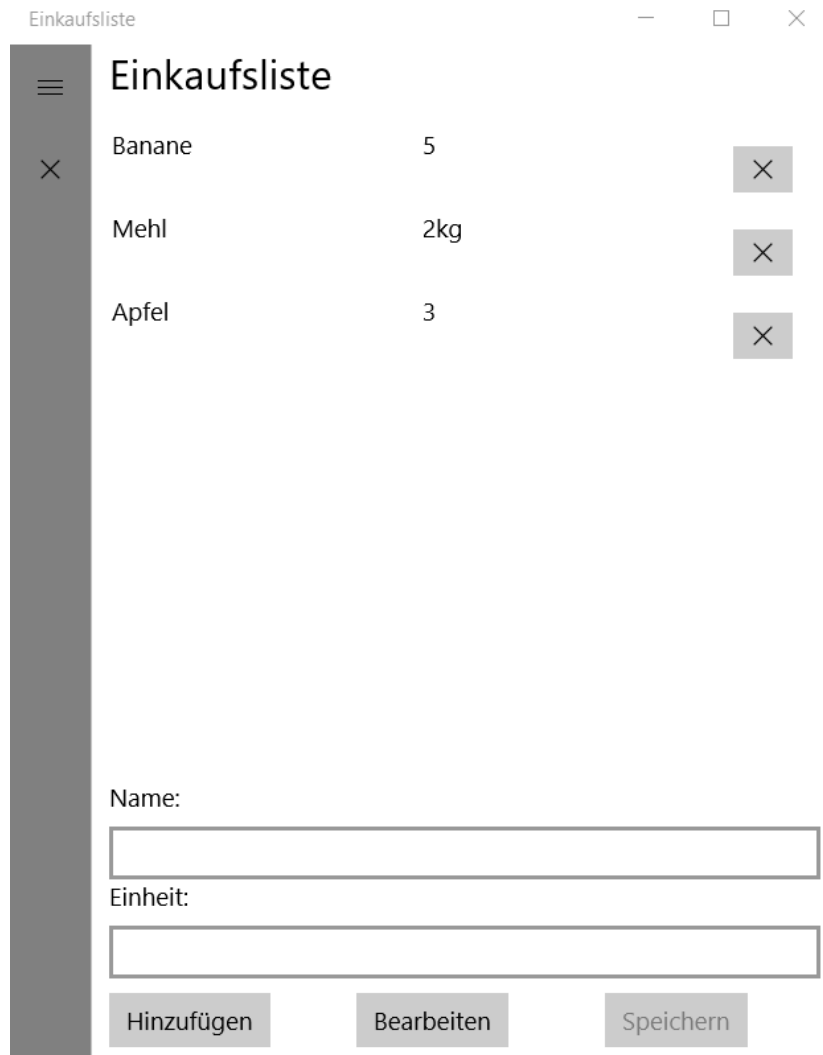 Einkaufsliste
Einkaufsliste
Banane 5
Mehl 2kg
Apfel 3
Name:
Einheit:
Hinzufügen Bearbeiten Speichern